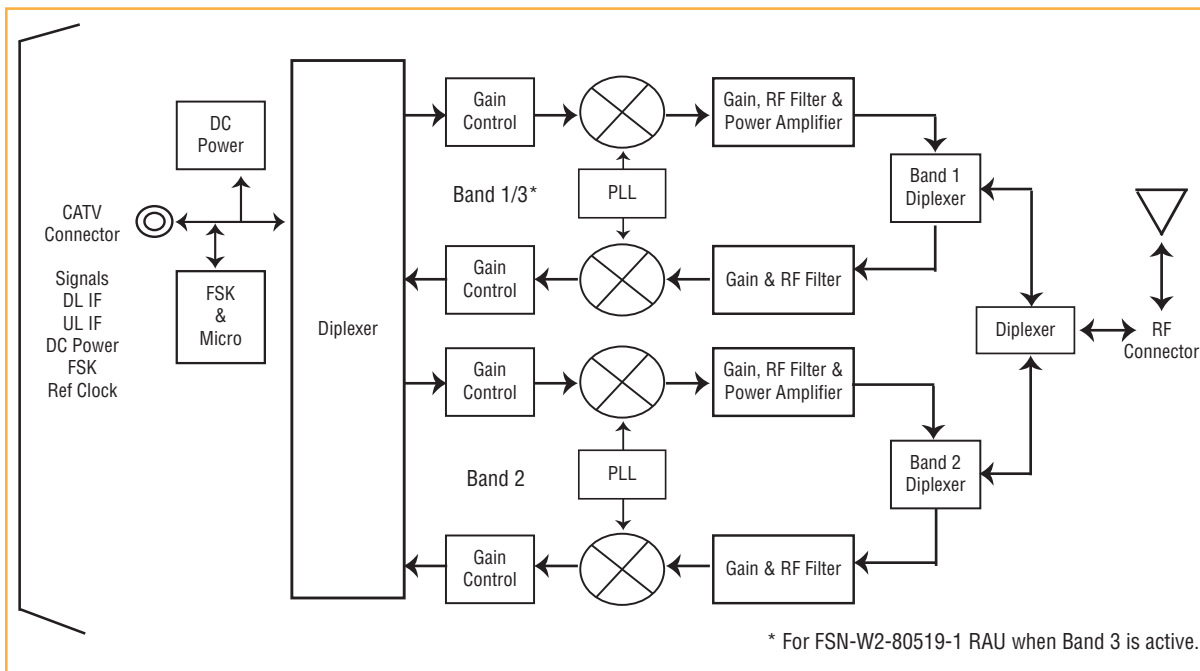 CATV
Connector
Signals
DL IF
UL IF
DC Power
FSK
Ref Clock
DC
Power
FSK
&
Micro
Diplexer
Gain
Control
Gain, RF Filter &
Power Amplifier
Band 1/3*
PLL
Band 1
Diplexer
Gain
Control
Gain & RF Filter
Gain
Control
Gain, RF Filter &
Power Amplifier
Band 2
PLL
Band 2
Diplexer
Gain
Control
Gain & RF Filter
Diplexer
RF
Connector
* For FSN-W2-80519-1 RAU when Band 3 is active.